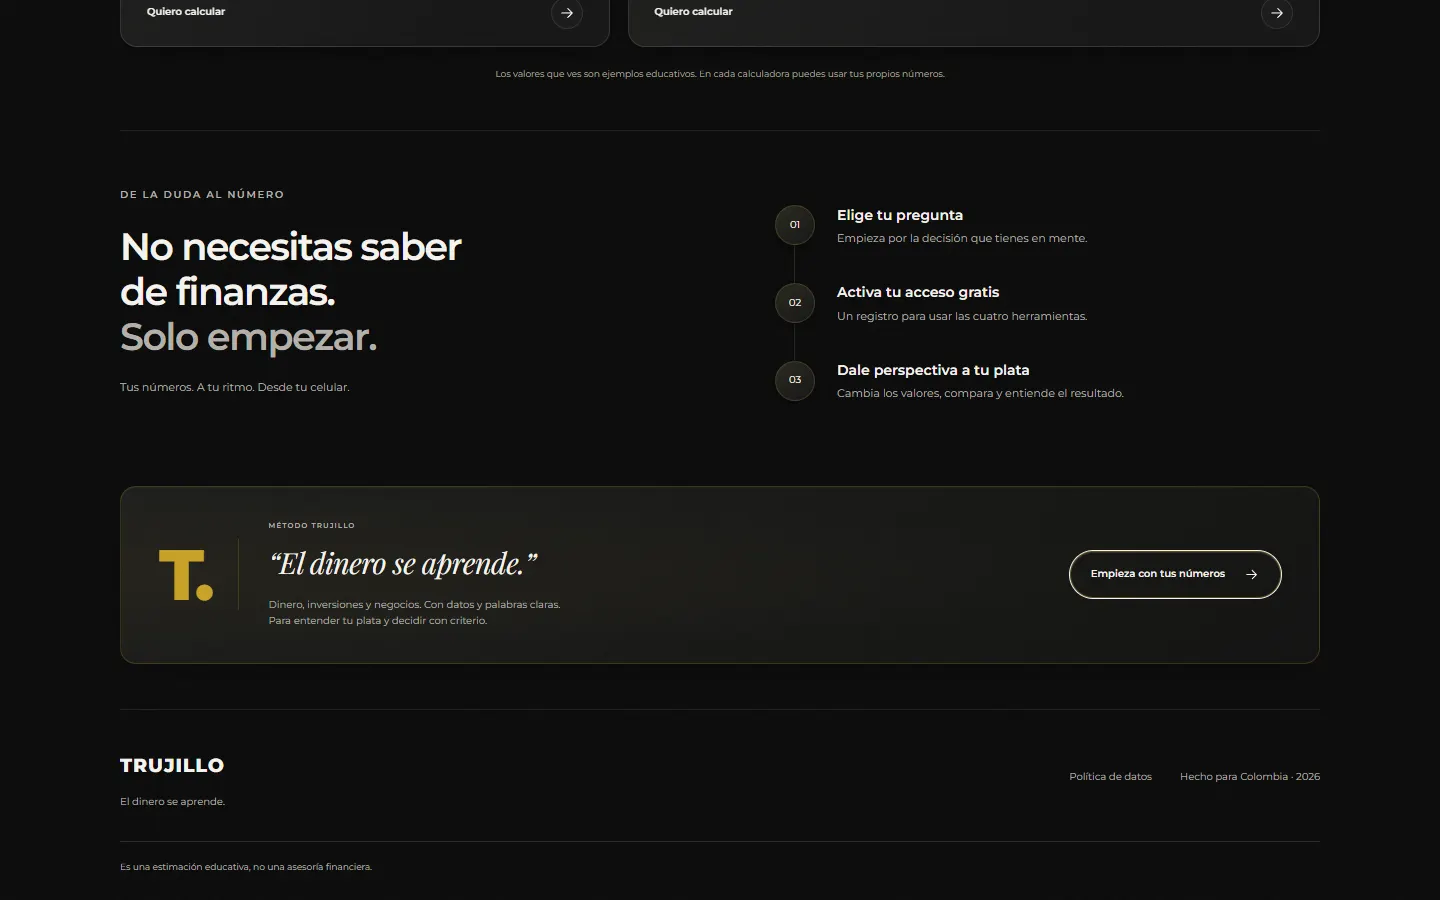 Quiero calcular
Quiero calcular
Los valores que ves son ejemplos educativos. En cada calculadora puedes usar tus propios números.
DE LA DUDA AL NÚMERO
No necesitas saber
de finanzas.
Solo empezar.
Tus números. A tu ritmo. Desde tu celular.
01
Elige tu pregunta
Empieza por la decisión que tienes en mente.
02
Activa tu acceso gratis
Un registro para usar las cuatro herramientas.
03
Dale perspectiva a tu plata
Cambia los valores, compara y entiende el resultado.
T.
MÉTODO TRUJILLO
“El dinero se aprende.”
Dinero, inversiones y negocios. Con datos y palabras claras.
Para entender tu plata y decidir con criterio.
Empieza con tus números
TRUJILLO
El dinero se aprende.
Política de datos
Hecho para Colombia · 2026
Es una estimación educativa, no una asesoría financiera.